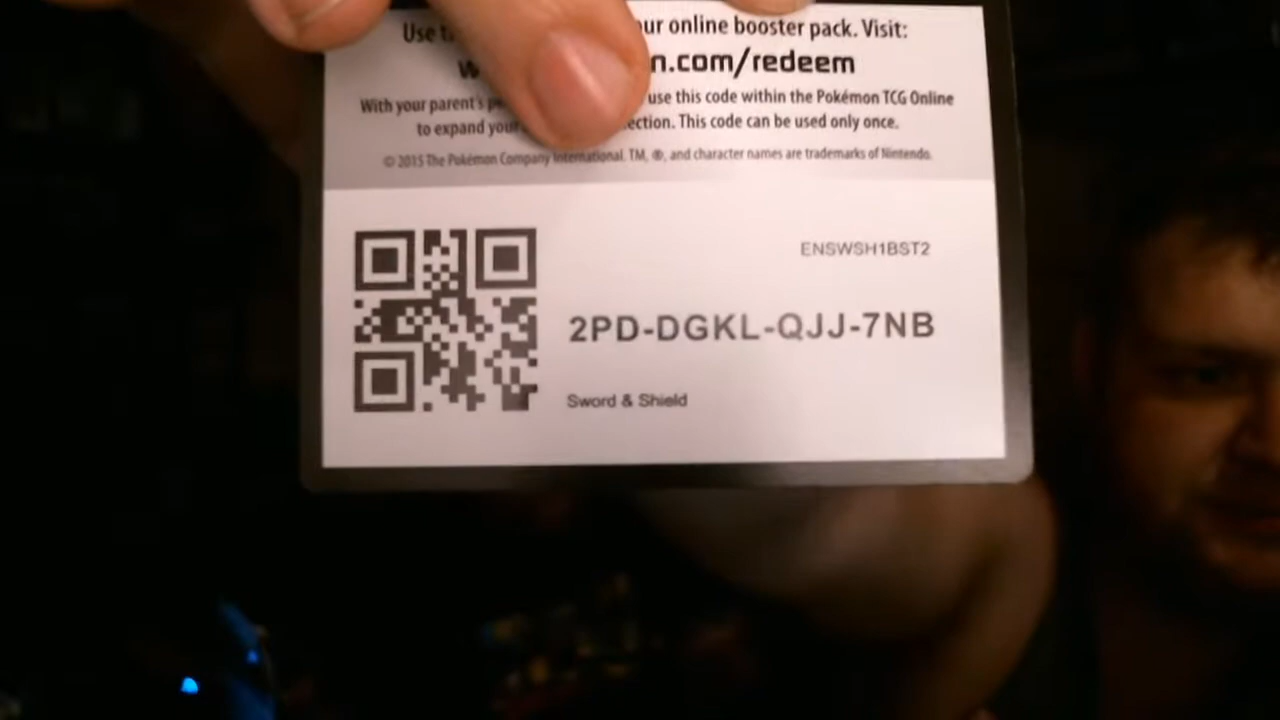 Use ur online booster pack. Visit:
n.com/redeem
With your parent's use this code within the Pokémon TCG Online
to expand your ection. This code can be used only once.
© 2015 The Pokémon Company International. TM, ®, and character names are trademarks of Nintendo.
ENSWSH1BST2
2PD-DGKL-QJJ-7NB
Sword & Shield